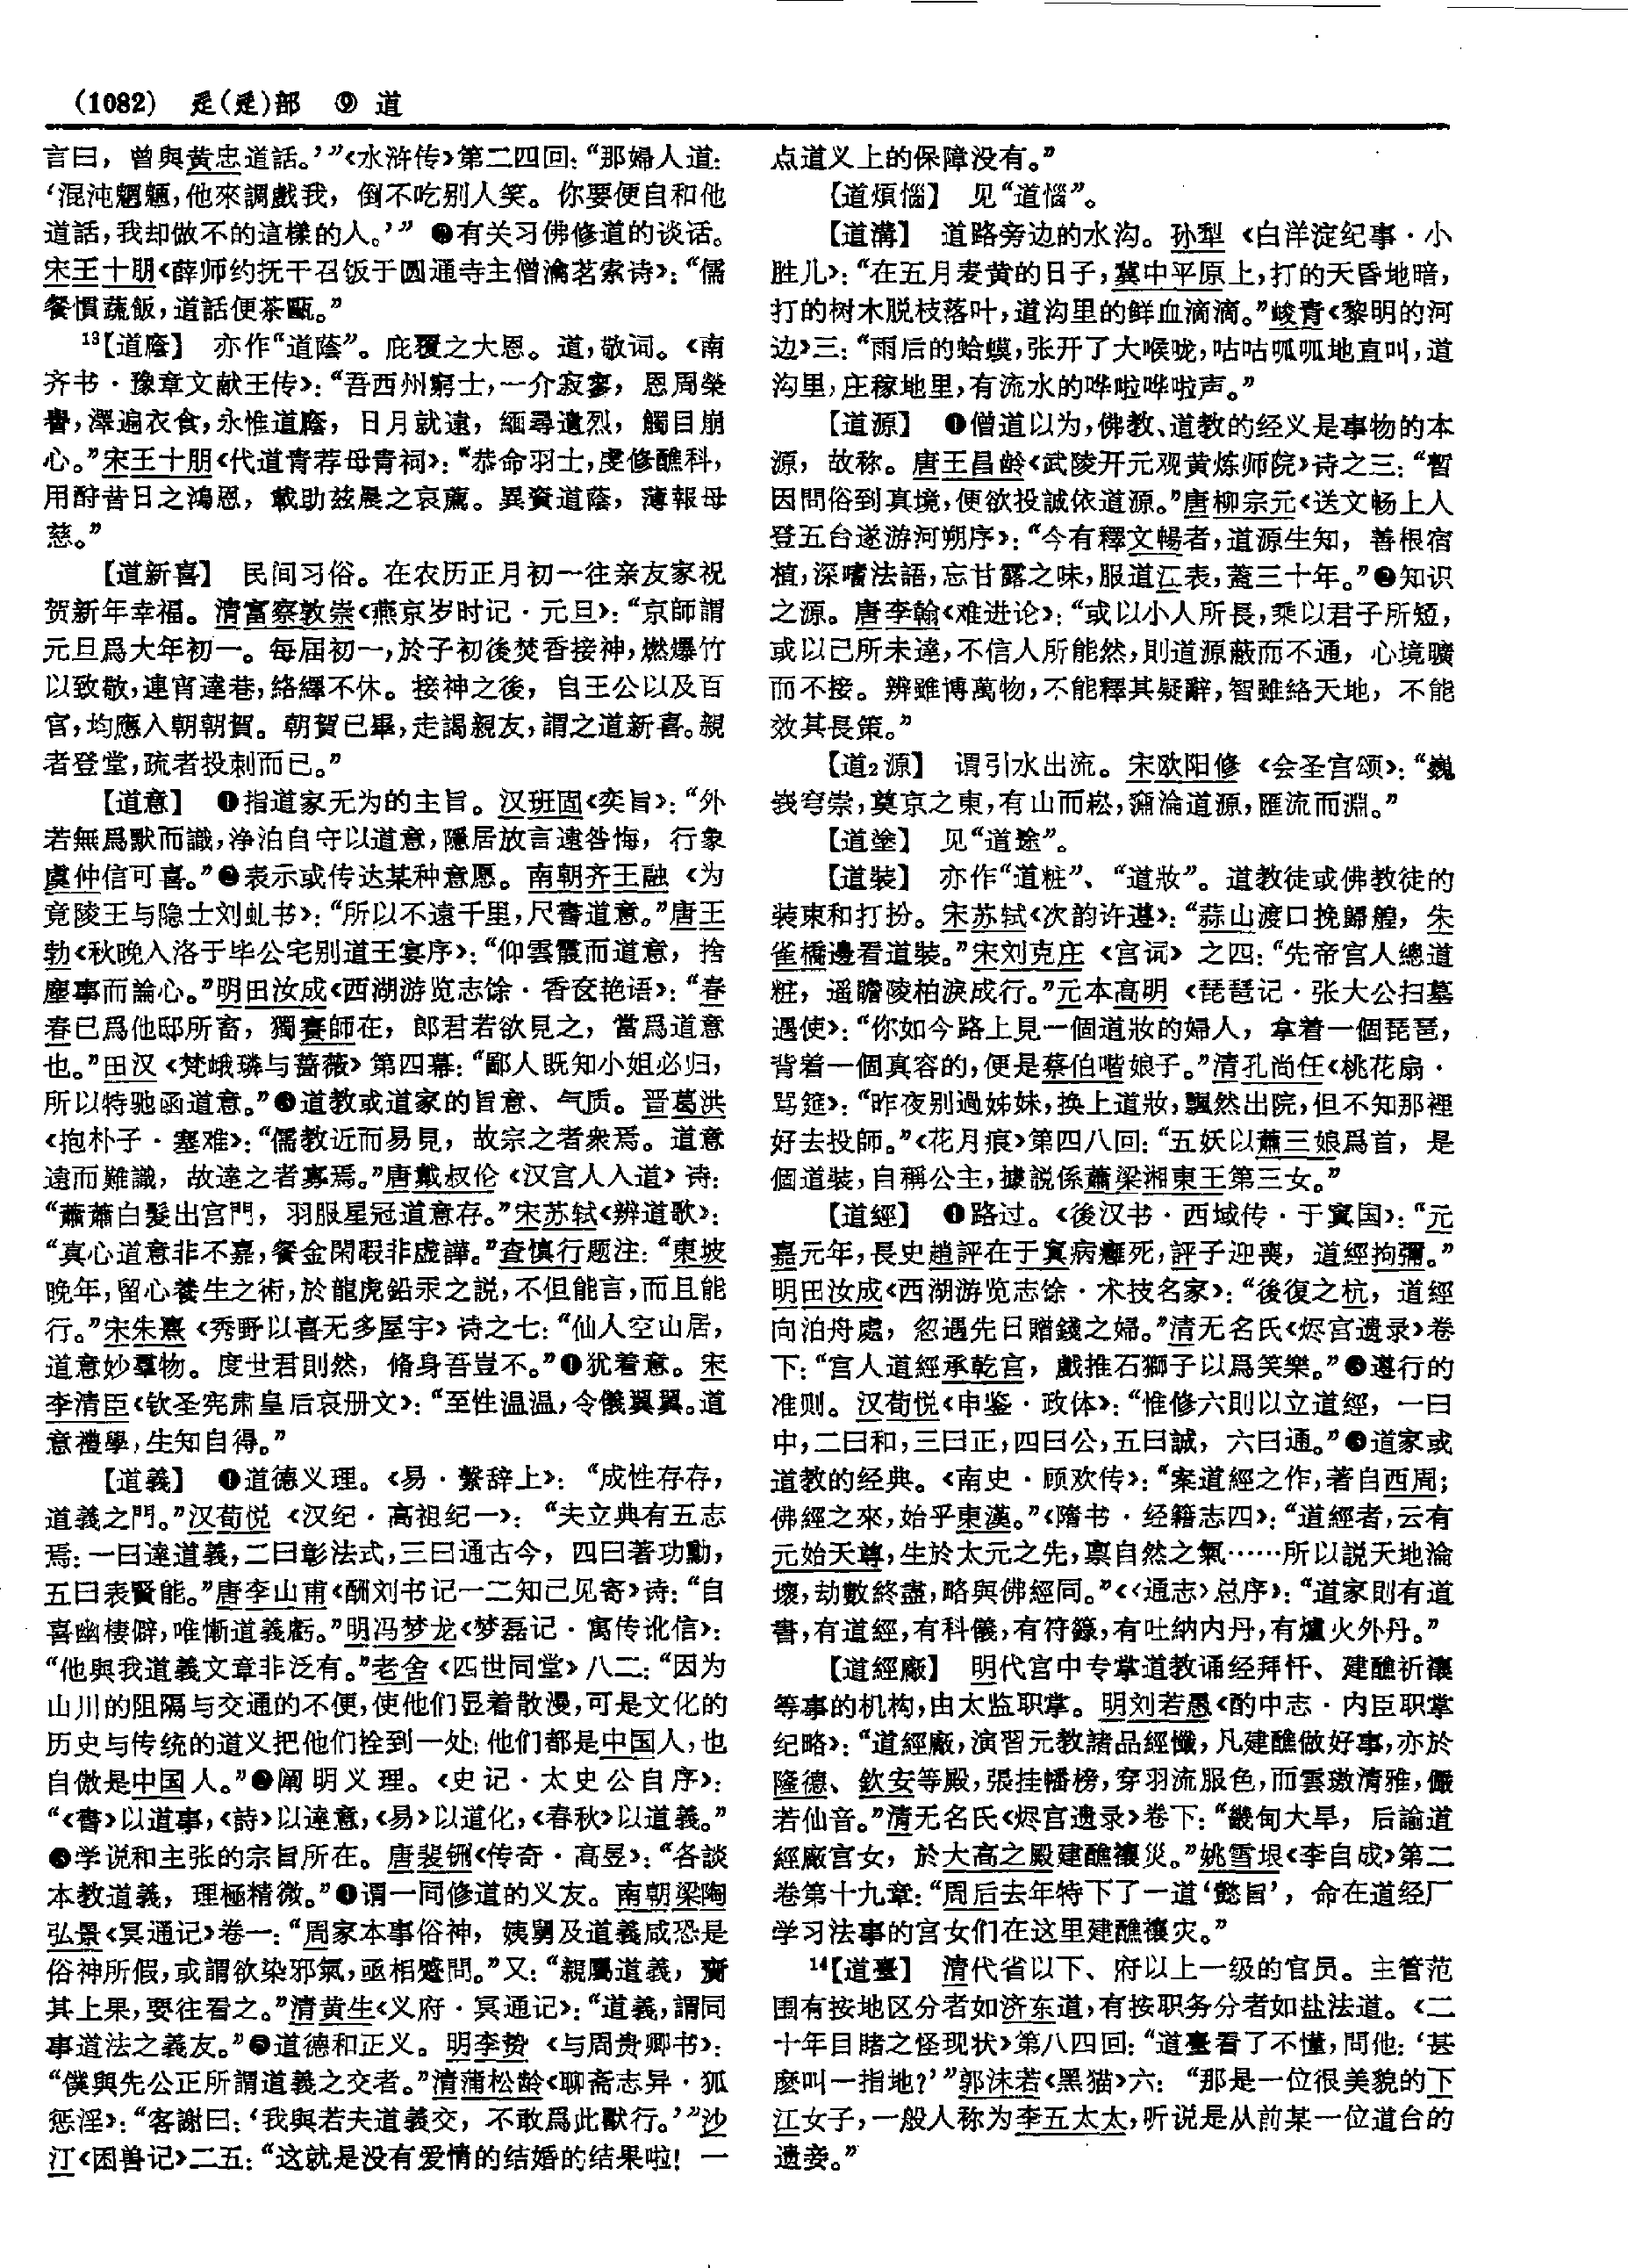 (1082) 辵(辶)部 ⑨ 道
言曰，曾與黄忠道話。’”《水浒传》第二四回：“那婦人道：
‘混沌魍魎，他來調戲我，倒不吃别人笑。你要便自和他
道話，我却做不的這樣的人。’” ❷有关习佛修道的谈话。
宋王十朋《薛师约抚干召饭于圆通寺主僧瀹茗索诗》：“儒
餐慣蔬飯，道話便茶甌。”
13【道廕】 亦作“道蔭”。庇覆之大恩。道，敬词。《南
齐书·豫章文献王传》：“吾西州窮士，一介寂寥，恩周榮
譽，澤遍衣食，永惟道廕，日月就遠，緬尋遺烈，觸目崩
心。”宋王十朋《代道青荐母青祠》：“恭命羽士，虔修醮科，
用酧昔日之鴻恩，載助兹晨之哀薦。異資道蔭，薄報母
慈。”
【道新喜】 民间习俗。在农历正月初一往亲友家祝
贺新年幸福。清富察敦崇《燕京岁时记·元旦》：“京師謂
元旦爲大年初一。每屆初一，於子初後焚香接神，燃爆竹
以致敬，連宵達巷，絡繹不休。接神之後，自王公以及百
官，均應入朝朝賀。朝賀已畢，走謁親友，謂之道新喜。親
者登堂，疏者投刺而已。”
【道意】 ❶指道家无为的主旨。汉班固《奕旨》：“外
若無爲默而識，净泊自守以道意，隱居放言遠咎悔，行象
虞仲信可喜。”❷表示或传达某种意愿。南朝齐王融《为
竟陵王与隐士刘虬书》：“所以不遠千里，尺書道意。”唐王
勃《秋晚入洛于毕公宅别道王宴序》：“仰雲霞而道意，捨
塵事而論心。”明田汝成《西湖游览志馀·香奁艳语》：“春
春已爲他邸所畜，獨賽師在，郎君若欲見之，當爲道意
也。”田汉《梵峨璘与蔷薇》第四幕：“鄙人既知小姐必归，
所以特驰函道意。”❸道教或道家的旨意、气质。晋葛洪
《抱朴子·塞难》：“儒教近而易見，故宗之者衆焉。道意
遠而難識，故達之者寡焉。”唐戴叔伦《汉宫人入道》诗：
“蕭蕭白髮出宫門，羽服星冠道意存。”宋苏轼《辨道歌》：
“真心道意非不嘉，餐金閑暇非虚譁。”查慎行题注：“東坡
晚年，留心養生之術，於龍虎鉛汞之説，不但能言，而且能
行。”宋朱熹《秀野以喜无多屋宇》诗之七：“仙人空山居，
道意妙羣物。度世君則然，脩身吾豈不。”❹犹着意。宋
李清臣《钦圣宪肃皇后哀册文》：“至性温温，令儀翼翼。道
意禮學，生知自得。”
【道義】 ❶道德义理。《易·繫辞上》：“成性存存，
道義之門。”汉荀悦《汉纪·高祖纪一》：“夫立典有五志
焉：一曰達道義，二曰彰法式，三曰通古今，四曰著功勳，
五曰表賢能。”唐李山甫《酬刘书记一二知己见寄》诗：“自
喜幽棲僻，唯慚道義虧。”明冯梦龙《梦磊记·寓传讹信》：
“他與我道義文章非泛有。”老舍《四世同堂》八二：“因为
山川的阻隔与交通的不便，使他们显着散漫，可是文化的
历史与传统的道义把他们拴到一处：他们都是中国人，也
自傲是中国人。”❷阐明义理。《史记·太史公自序》：
“《書》以道事，《詩》以達意，《易》以道化，《春秋》以道義。”
❸学说和主张的宗旨所在。唐裴铏《传奇·高昱》：“各談
本教道義，理極精微。”❹谓一同修道的义友。南朝梁陶
弘景《冥通记》卷一：“周家本事俗神，姨舅及道義咸恐是
俗神所假，或謂欲染邪氣，亟相蹙問。”又：“親屬道義，賫
其上果，要往看之。”清黄生《义府·冥通记》：“道義，謂同
事道法之義友。”❺道德和正义。明李贽《与周贵卿书》：
“僕與先公正所謂道義之交者。”清蒲松龄《聊斋志异·狐
惩淫》：“客謝曰：‘我與若夫道義交，不敢爲此獸行。’”沙
汀《困兽记》二五：“这就是没有爱情的结婚的结果啦！一
点道义上的保障没有。”
【道煩惱】 见“道惱”。
【道溝】 道路旁边的水沟。孙犁《白洋淀纪事·小
胜儿》：“在五月麦黄的日子，冀中平原上，打的天昏地暗，
打的树木脱枝落叶，道沟里的鲜血滴滴。”峻青《黎明的河
边》三：“雨后的蛤蟆，张开了大喉咙，咕咕呱呱地直叫，道
沟里，庄稼地里，有流水的哗啦哗啦声。”
【道源】 ❶僧道以为，佛教、道教的经义是事物的本
源，故称。唐王昌龄《武陵开元观黄炼师院》诗之三：“暫
因問俗到真境，便欲投誠依道源。”唐柳宗元《送文畅上人
登五台遂游河朔序》：“今有釋文暢者，道源生知，善根宿
植，深嗜法語，忘甘露之味，服道江表，蓋三十年。”❷知识
之源。唐李翰《难进论》：“或以小人所長，乘以君子所短，
或以己所未達，不信人所能然，則道源蔽而不通，心境曠
而不接。辨雖博萬物，不能釋其疑辭，智雖絡天地，不能
效其長策。”
【道2源】 谓引水出流。宋欧阳修《会圣宫颂》：“巍
峩穹崇，奠京之東，有山而崧，瀰淪道源，匯流而淵。”
【道塗】 见“道途”。
【道裝】 亦作“道粧”、“道妝”。道教徒或佛教徒的
装束和打扮。宋苏轼《次韵许遵》：“蒜山渡口挽歸艎，朱
雀橋邊看道裝。”宋刘克庄《宫词》之四：“先帝宫人總道
粧，遥瞻陵柏淚成行。”元本高明《琵琶记·张大公扫墓
遇使》：“你如今路上見一個道妝的婦人，拿着一個琵琶，
背着一個真容的，便是蔡伯喈娘子。”清孔尚任《桃花扇·
骂筵》：“昨夜别過姊妹，换上道妝，飄然出院，但不知那裡
好去投師。”《花月痕》第四八回：“五妖以蕭三娘爲首，是
個道裝，自稱公主，據説係蕭梁湘東王第三女。”
【道經】 ❶路过。《後汉书·西域传·于窴国》：“元
嘉元年，長史趙評在于窴病癰死，評子迎喪，道經拘彌。”
明田汝成《西湖游览志馀·术技名家》：“後復之杭，道經
向泊舟處，忽遇先日贈錢之婦。”清无名氏《烬宫遗录》卷
下：“宫人道經承乾宫，戲推石獅子以爲笑樂。”❷遵行的
准则。汉荀悦《申鉴·政体》：“惟修六則以立道經，一曰
中，二曰和，三曰正，四曰公，五曰誠，六曰通。”❸道家或
道教的经典。《南史·顾欢传》：“案道經之作，著自西周；
佛經之來，始乎東漢。”《隋书·经籍志四》：“道經者，云有
元始天尊，生於太元之先，禀自然之氣……所以説天地淪
壞，劫數終盡，略與佛經同。”《〈通志〉总序》：“道家則有道
書，有道經，有科儀，有符籙，有吐納内丹，有爐火外丹。”
【道經廠】 明代宫中专掌道教诵经拜忏、建醮祈禳
等事的机构，由太监职掌。明刘若愚《酌中志·内臣职掌
纪略》：“道經廠，演習元教諸品經懺，凡建醮做好事，亦於
隆德、欽安等殿，張挂幡榜，穿羽流服色，而雲璈清雅，儼
若仙音。”清无名氏《烬宫遗录》卷下：“畿甸大旱，后諭道
經廠宫女，於大高之殿建醮禳災。”姚雪垠《李自成》第二
卷第十九章：“周后去年特下了一道‘懿旨’，命在道经厂
学习法事的宫女们在这里建醮禳灾。”
14【道臺】 清代省以下、府以上一级的官员。主管范
围有按地区分者如济东道，有按职务分者如盐法道。《二
十年目睹之怪现状》第八四回：“道臺看了不懂，問他：‘甚
麽叫一指地？’”郭沫若《黑猫》六：“那是一位很美貌的下
江女子，一般人称为李五太太，听说是从前某一位道台的
遗妾。”